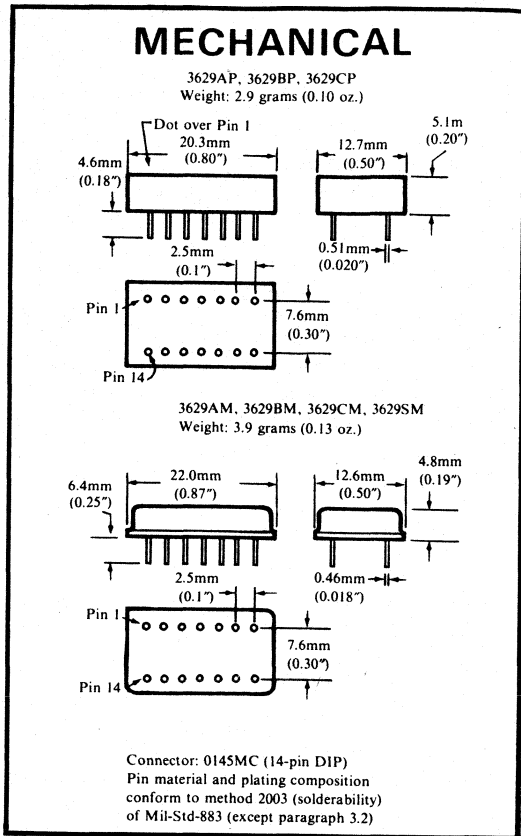 MECHANICAL
3629AP, 3629BP, 3629CP
Weight: 2.9 grams (0.10 oz.)
Dot over Pin 1
20.3mm
(0.80″)
12.7mm
(0.50″)
5.1m
(0.20″)
4.6mm
(0.18″)
2.5mm
(0.1″)
0.51mm
(0.020″)
Pin 1
7.6mm
(0.30″)
Pin 14
3629AM, 3629BM, 3629CM, 3629SM
Weight: 3.9 grams (0.13 oz.)
22.0mm
(0.87″)
12.6mm
(0.50″)
4.8mm
(0.19″)
6.4mm
(0.25″)
2.5mm
(0.1″)
0.46mm
(0.018″)
Pin 1
7.6mm
(0.30″)
Pin 14
Connector: 0145MC (14-pin DIP)
Pin material and plating composition
conform to method 2003 (solderability)
of Mil-Std-883 (except paragraph 3.2)